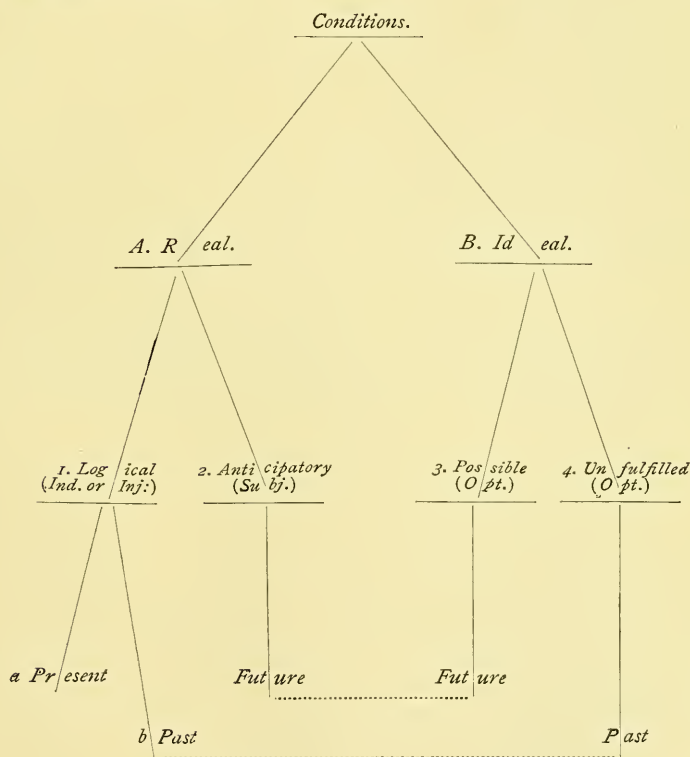 Conditions.
A. Real.
B. Ideal.
1. Logical
(Ind. or Inj:)
2. Anticipatory
(Subj.)
3. Possible
(Opt.)
4. Unfulfilled
(Opt.)
a Present
Future
Future
b Past
Past